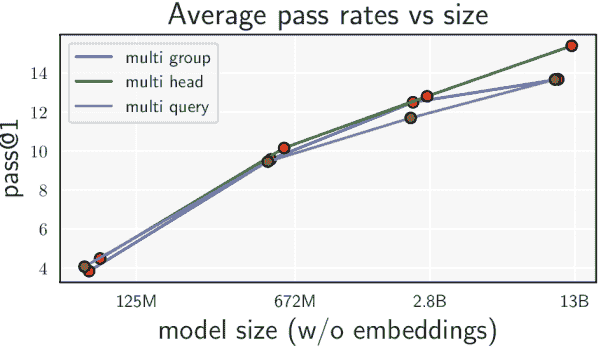 Average pass rates vs size
multi group
multi head
multi query
pass@1
14
12
10
8
6
4
125M 672M 2.8B 13B
model size (w/o embeddings)